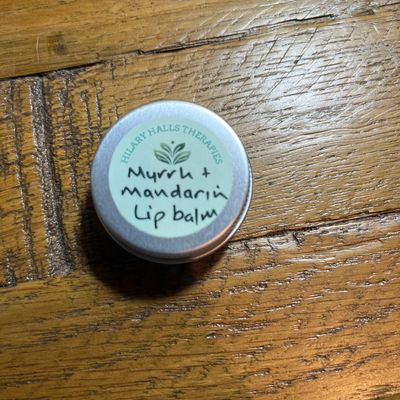 HILARY HALLS THERAPIES
Myrrh +
Mandarin
Lip balm